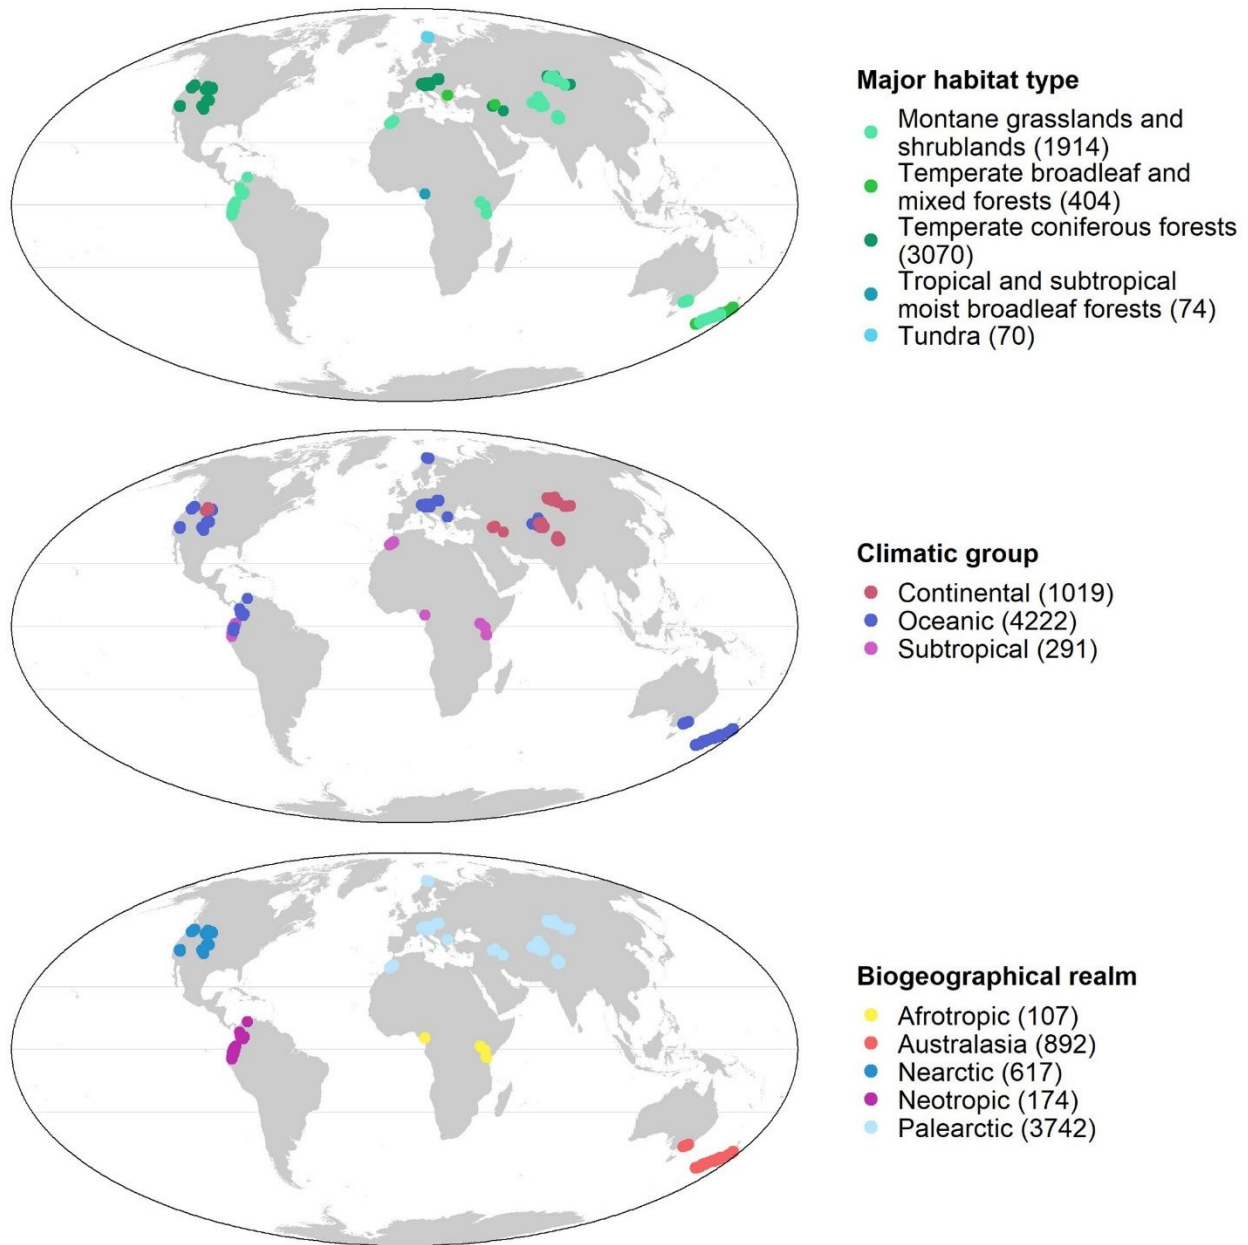 Major habitat type
Montane grasslands and
shrublands (1914)
Temperate broadleaf and
mixed forests (404)
Temperate coniferous forests
(3070)
Tropical and subtropical
moist broadleaf forests (74)
Tundra (70)
Climatic group
Continental (1019)
Oceanic (4222)
Subtropical (291)
Biogeographical realm
Afrotropic (107)
Australasia (892)
Nearctic (617)
Neotropic (174)
Palearctic (3742)